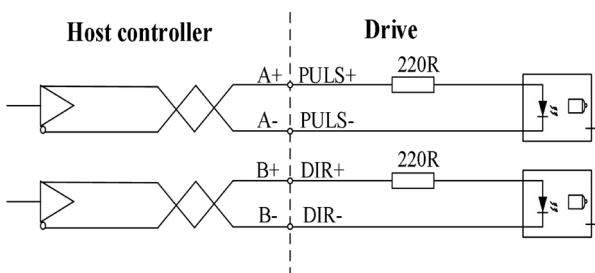 Host controller Drive
A+ PULS+ 220R
A- PULS-
B+ DIR+ 220R
B- DIR-